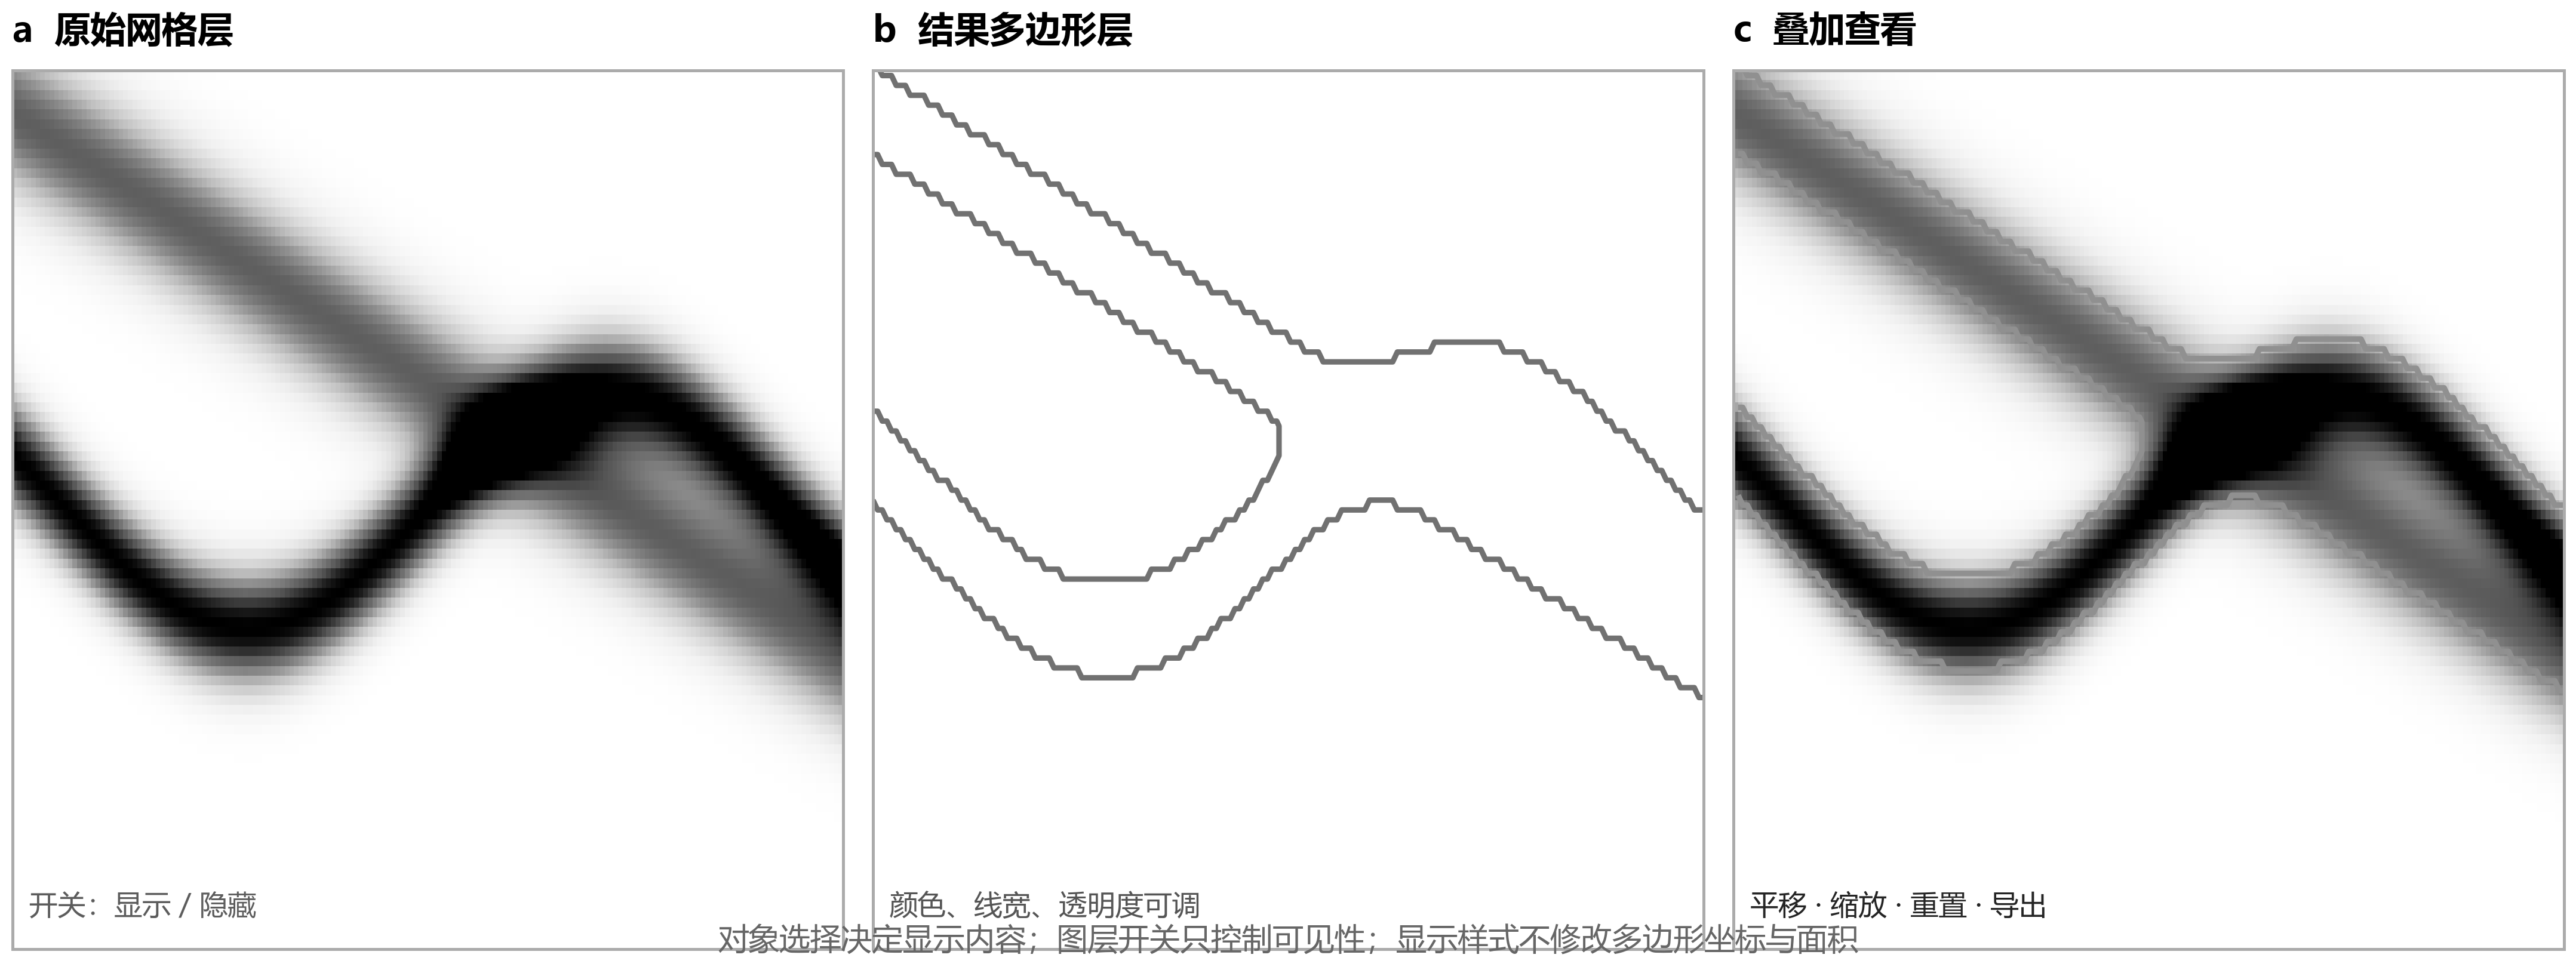 a 原始网格层
b 结果多边形层
c 叠加查看
开关：显示 / 隐藏
颜色、线宽、透明度可调
平移 · 缩放 · 重置 · 导出
对象选择决定显示内容；图层开关只控制可见性；显示样式不修改多边形坐标与面积